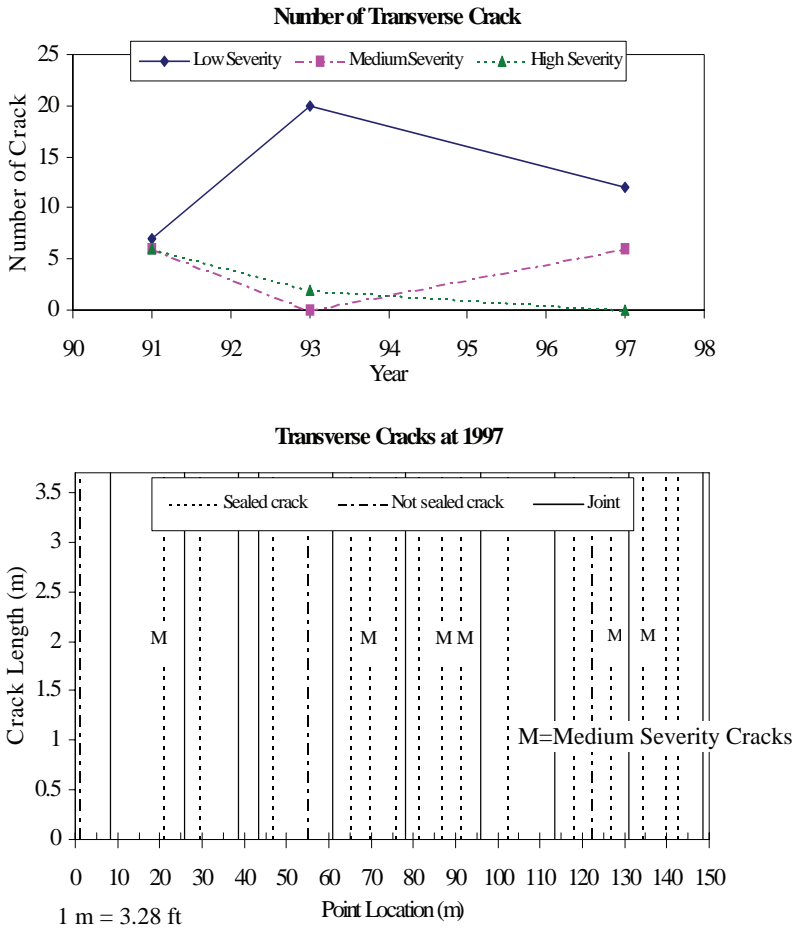 Number of Transverse Crack
Low Severity Medium Severity High Severity
25
20
15
10
5
0
Number of Crack
90 91 92 93 94 95 96 97 98
Year
Transverse Cracks at 1997
Sealed crack Not sealed crack Joint
3.5
3
2.5
2
1.5
1
0.5
0
Crack Length (m)
M M M M M M
M=Medium Severity Cracks
0 10 20 30 40 50 60 70 80 90 100 110 120 130 140 150
Point Location (m)
1 m = 3.28 ft